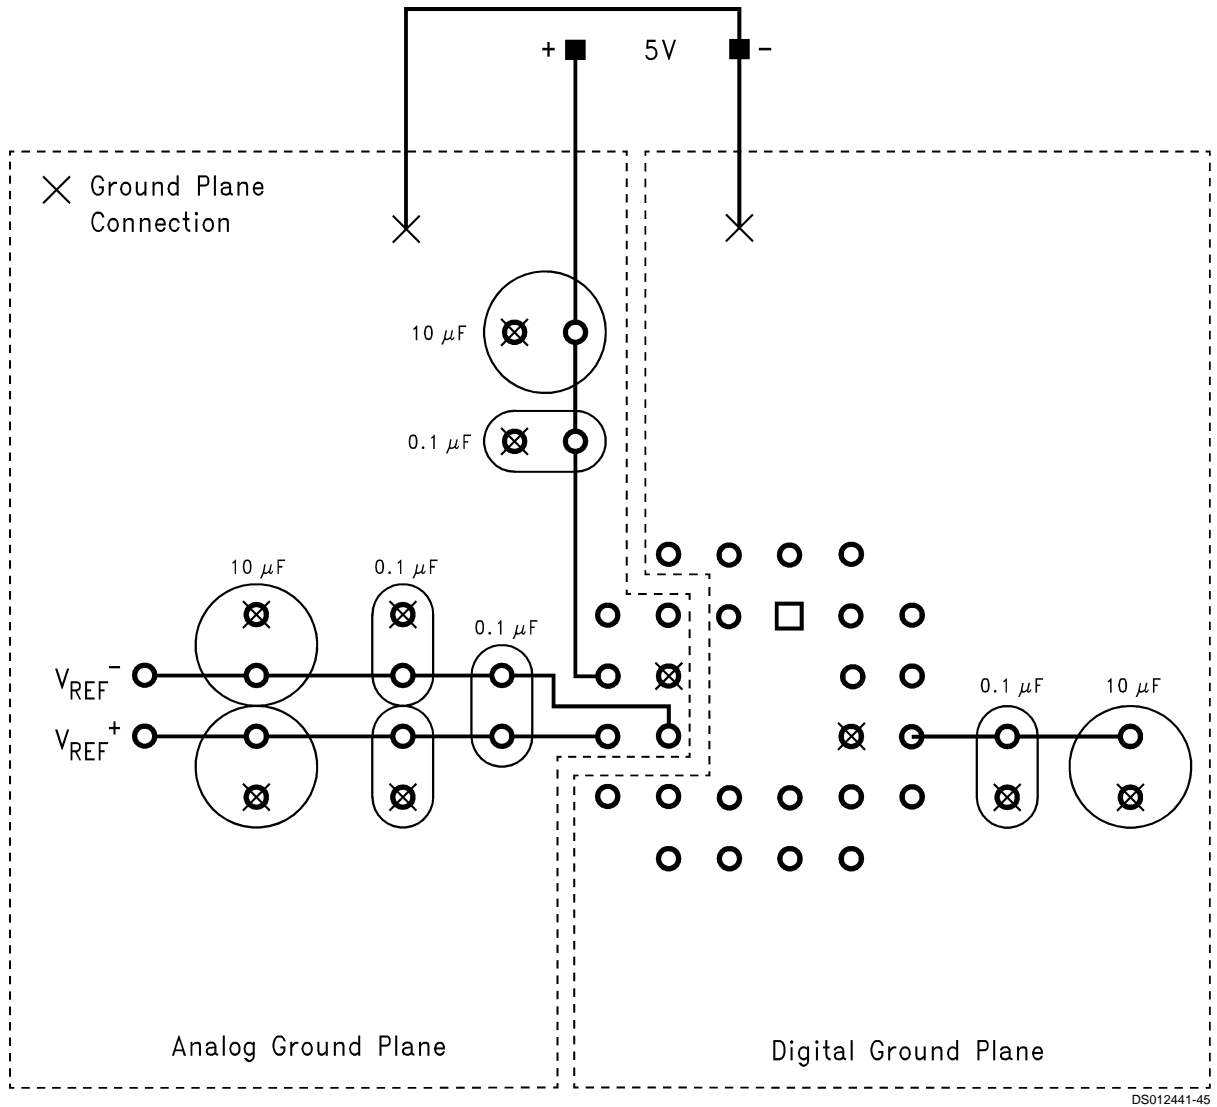 + 5V -
Ground Plane
Connection
10 μF
0.1 μF
10 μF
0.1 μF
0.1 μF
VREF-
VREF+
0.1 μF
10 μF
Analog Ground Plane
Digital Ground Plane
DS012441-45